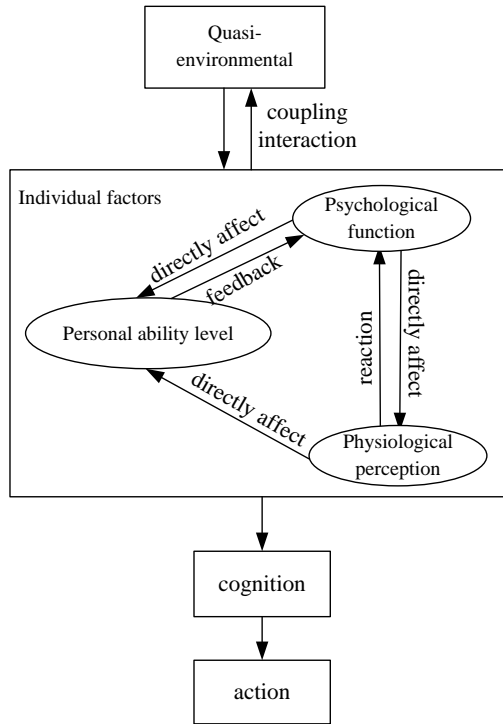 Quasi-
environmental
coupling
interaction
Individual factors
Psychological
function
directly affect
feedback
Personal ability level
directly affect
reaction
directly affect
Physiological
perception
cognition
action